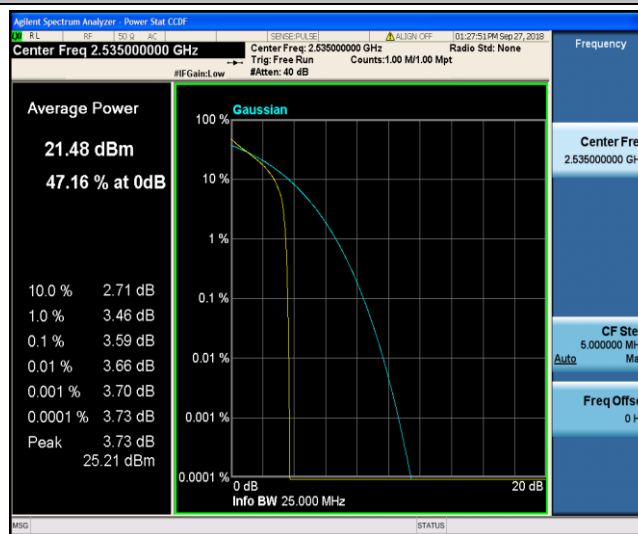 Agilent Spectrum Analyzer - Power Stat CCDF
RL RF 50 Ω AC SENSE:PULSE ALIGN OFF 01:27:51 PM Sep 27, 2018
Center Freq 2.535000000 GHz
Center Freq: 2.535000000 GHz Radio Std: None
Trig: Free Run Counts:1.00 M/1.00 Mpt
#IFGain:Low #Atten: 40 dB
Frequency
Average Power
21.48 dBm
47.16 % at 0dB
10.0 % 2.71 dB
1.0 % 3.46 dB
0.1 % 3.59 dB
0.01 % 3.66 dB
0.001 % 3.70 dB
0.0001 % 3.73 dB
Peak 3.73 dB
25.21 dBm
Gaussian
100 %
10 %
1 %
0.1 %
0.01 %
0.001 %
0.0001 %
0 dB 20 dB
Info BW 25.000 MHz
Center Fre
2.535000000 GH
CF Ste
5.000000 MH
Auto Ma
Freq Offse
0 H
MSG STATUS